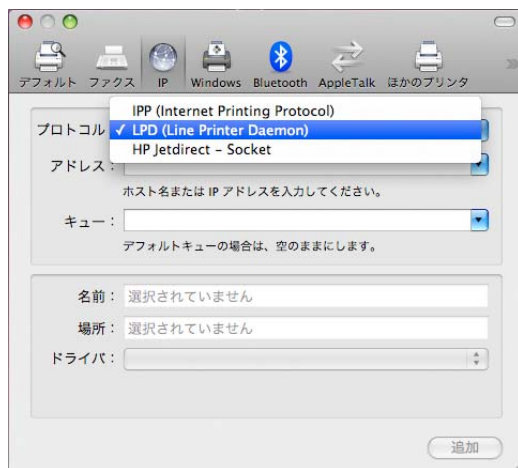 デフォルト ファクス IP Windows Bluetooth AppleTalk ほかのプリンタ
プロトコル
IPP (Internet Printing Protocol)
✓ LPD (Line Printer Daemon)
HP Jetdirect – Socket
アドレス：
ホスト名または IP アドレスを入力してください。
キュー：
デフォルトキューの場合は、空のままにします。
名前： 選択されていません
場所： 選択されていません
ドライバ：
追加